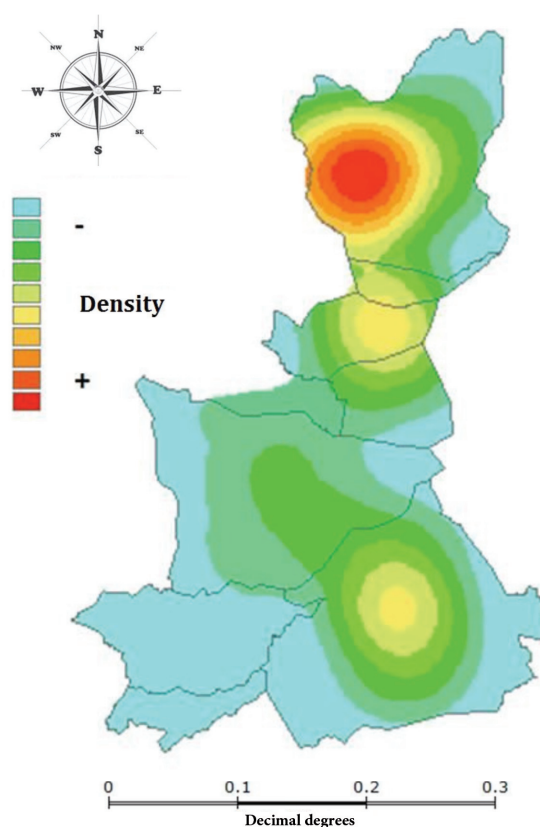 N
NW
NE
W
E
SW
SE
S
-
Density
+
0
0.1
0.2
0.3
Decimal degrees